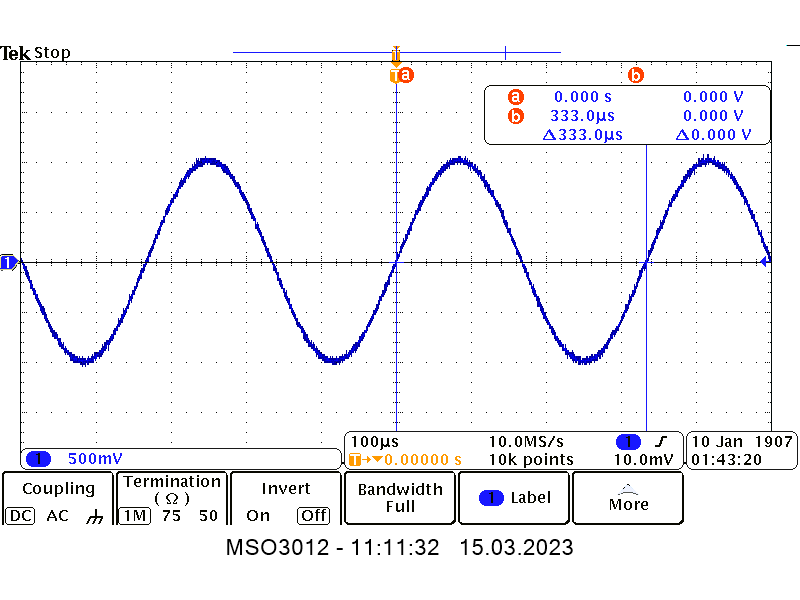 Tek Stop
T a b
a 0.000 s 0.000 V
b 333.0µs 0.000 V
Δ333.0µs Δ0.000 V
1
1 500mV
100µs 10.0MS/s 1
T→▼0.00000 s 10k points 10.0mV
10 Jan 1907
01:43:20
Coupling
DC AC
Termination
(Ω)
1M 75 50
Invert
On Off
Bandwidth
Full
1 Label
More
MSO3012 - 11:11:32 15.03.2023